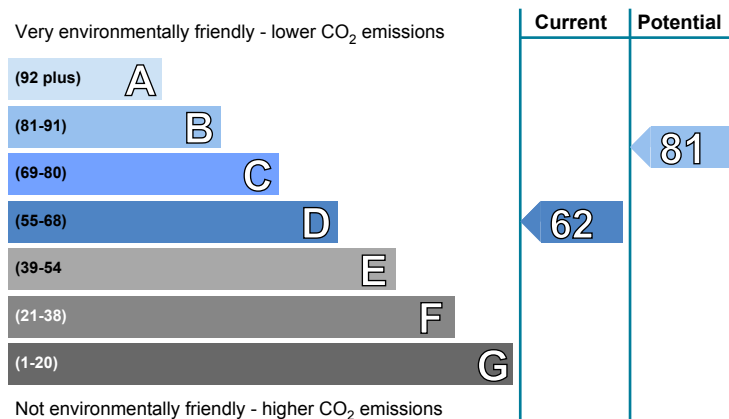 Very environmentally friendly - lower CO₂ emissions
Current
Potential
(92 plus) A
(81-91) B
(69-80) C
(55-68) D
(39-54 E
(21-38) F
(1-20) G
62
81
Not environmentally friendly - higher CO₂ emissions